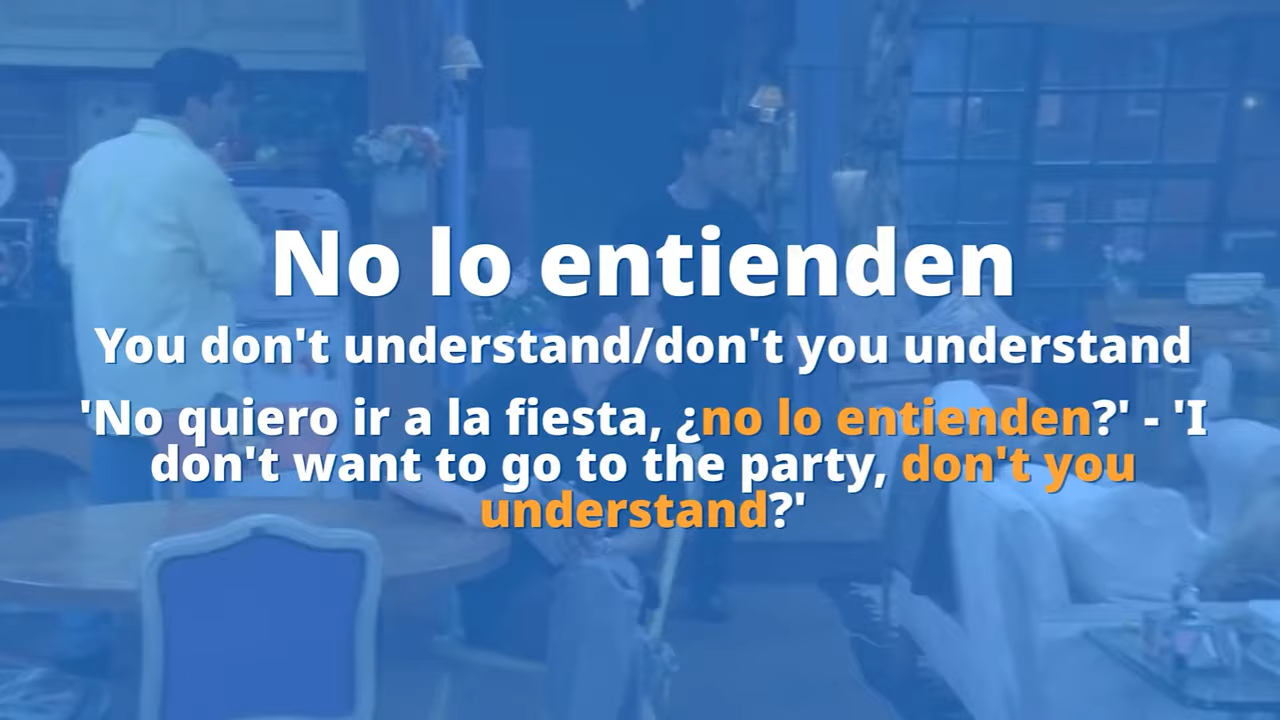 No lo entienden
You don't understand/don't you understand
'No quiero ir a la fiesta, ¿no lo entienden?' - 'I
don't want to go to the party, don't you
understand?'